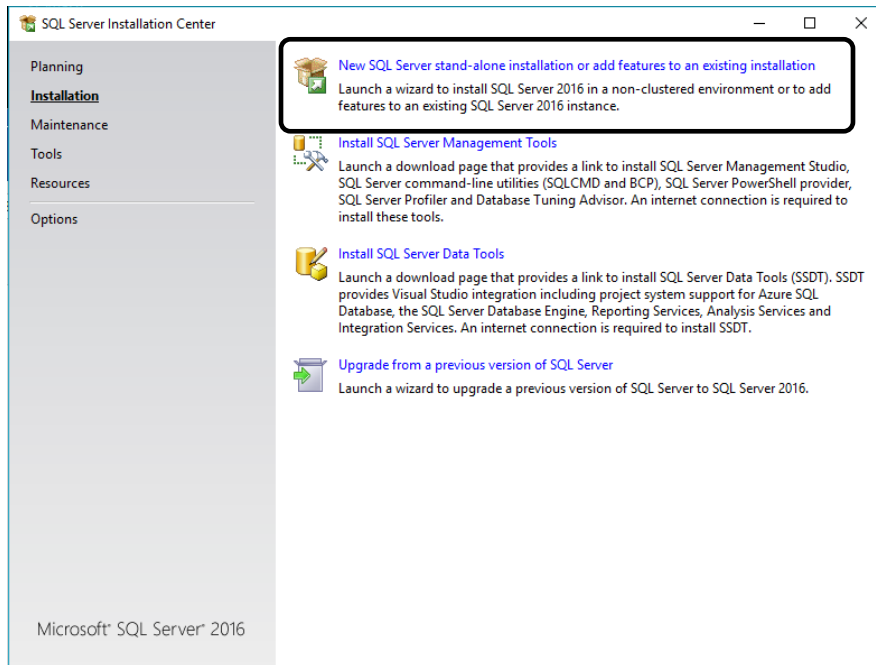 SQL Server Installation Center
Planning
Installation
Maintenance
Tools
Resources
Options
New SQL Server stand-alone installation or add features to an existing installation
Launch a wizard to install SQL Server 2016 in a non-clustered environment or to add
features to an existing SQL Server 2016 instance.
Install SQL Server Management Tools
Launch a download page that provides a link to install SQL Server Management Studio,
SQL Server command-line utilities (SQLCMD and BCP), SQL Server PowerShell provider,
SQL Server Profiler and Database Tuning Advisor. An internet connection is required to
install these tools.
Install SQL Server Data Tools
Launch a download page that provides a link to install SQL Server Data Tools (SSDT). SSDT
provides Visual Studio integration including project system support for Azure SQL
Database, the SQL Server Database Engine, Reporting Services, Analysis Services and
Integration Services. An internet connection is required to install SSDT.
Upgrade from a previous version of SQL Server
Launch a wizard to upgrade a previous version of SQL Server to SQL Server 2016.
Microsoft® SQL Server® 2016